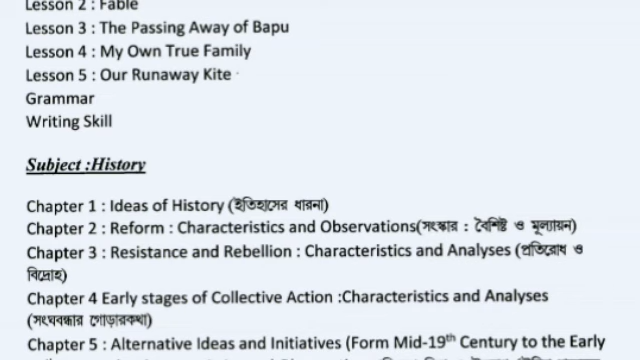 Lesson 2 : Fable
Lesson 3 : The Passing Away of Bapu
Lesson 4 : My Own True Family
Lesson 5 : Our Runaway Kite
Grammar
Writing Skill
Subject :History
Chapter 1 : Ideas of History (ইতিহাসের ধারনা)
Chapter 2 : Reform : Characteristics and Observations(সংস্কার : বৈশিষ্ট ও মূল্যায়ন)
Chapter 3 : Resistance and Rebellion : Characteristics and Analyses (প্রতিরোধ ও
বিদ্রোহ)
Chapter 4 Early stages of Collective Action :Characteristics and Analyses
(সংঘবদ্ধার গোড়ারকথা)
Chapter 5 : Alternative Ideas and Initiatives (Form Mid-19th Century to the Early